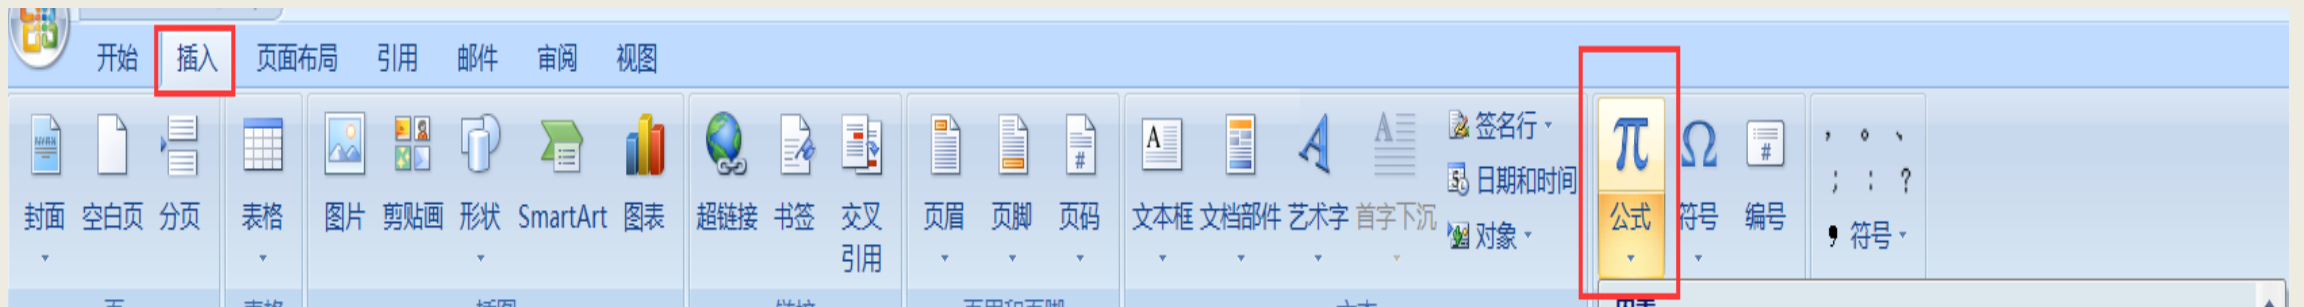 开始 插入 页面布局 引用 邮件 审阅 视图
封面 空白页 分页 表格 图片 剪贴画 形状 SmartArt 图表 超链接 书签 交叉引用 页眉 页脚 页码 文本框 文档部件 艺术字 首字下沉
签名行
日期和时间
对象
π 公式 Ω 符号 # 编号
, 。 、
; : ?
, 符号